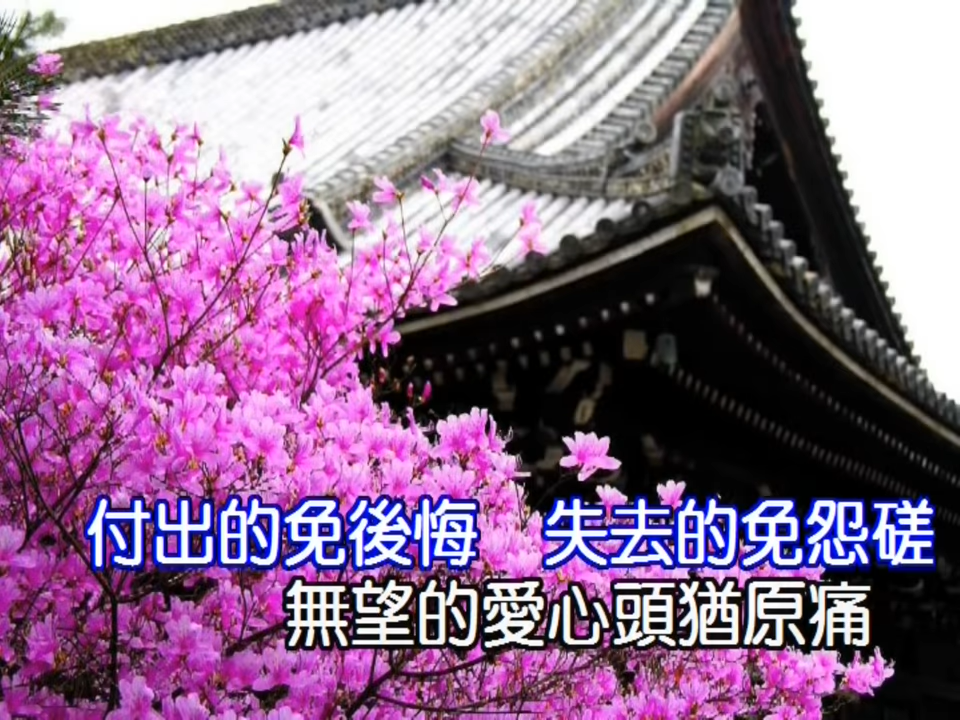 付出的免後悔 失去的免怨磋
無望的愛心頭猶原痛